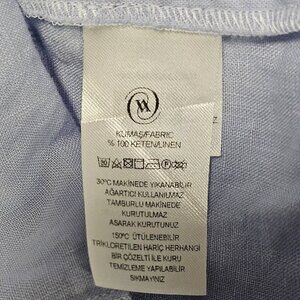 KUMAŞ/FABRIC
% 100 KETEN/LINEN
30°C MAKİNEDE YIKANABİLİR
AĞARTICI KULLANILMAZ
TAMBURLU MAKİNEDE
KURUTULMAZ
ASARAK KURUTUNUZ
150°C ÜTÜLENEBİLİR
TRİKLORETİLEN HARİÇ HERHANGİ
BİR ÇÖZELTİ İLE KURU
TEMİZLEME YAPILABİLİR
SIKMAYINIZ